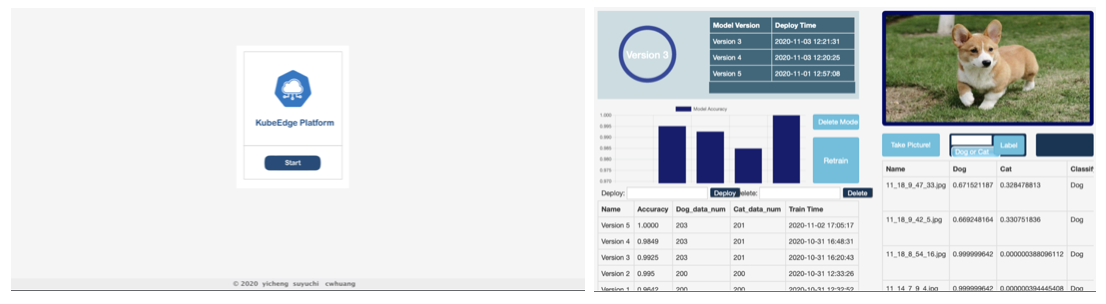 KubeEdge Platform
Start
© 2020 yicheng suyuchi cwhuang
Version 3
Model Version Deploy Time
Version 3 2020-11-03 12:21:31
Version 4 2020-11-03 12:20:25
Version 5 2020-11-01 12:57:08
Model Accuracy
1.000
0.995
0.990
0.985
0.980
0.975
0.970
Delete Mode
Retrain
Deploy: Deploy elete: Delete
Name Accuracy Dog_data_num Cat_data_num Train Time
Version 5 1.0000 203 201 2020-11-02 17:05:17
Version 4 0.9849 203 201 2020-10-31 16:48:31
Version 3 0.9925 203 201 2020-10-31 16:20:43
Version 2 0.995 200 200 2020-10-31 12:33:26
Version 1 0.9642 200 200 2020-10-31 12:32:52
Take Picture!
Dog or Cat
Label
Name Dog Cat Classif
11_18_9_47_33.jpg 0.671521187 0.328478813 Dog
11_18_9_42_5.jpg 0.669248164 0.330751836 Dog
11_18_8_54_16.jpg 0.999999642 0.000000388096112 Dog
11_14_7_9_4.jpg 0.999999642 0.000000394445408 Dog